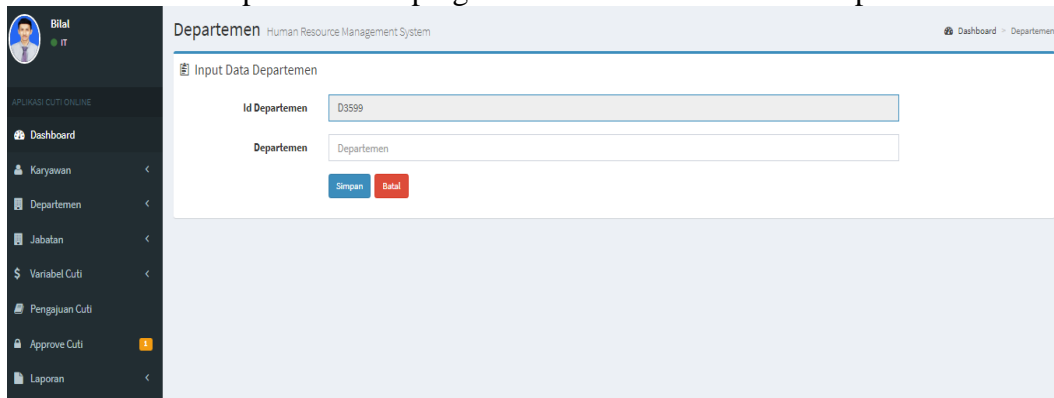 Bilal
IT
APLIKASI CUTI ONLINE
Dashboard
Karyawan
Departemen
Jabatan
$ Variabel Cuti
Pengajuan Cuti
Approve Cuti 1
Laporan
Departemen Human Resource Management System
Dashboard > Departemen
Input Data Departemen
Id Departemen D3599
Departemen Departemen
Simpan Batal